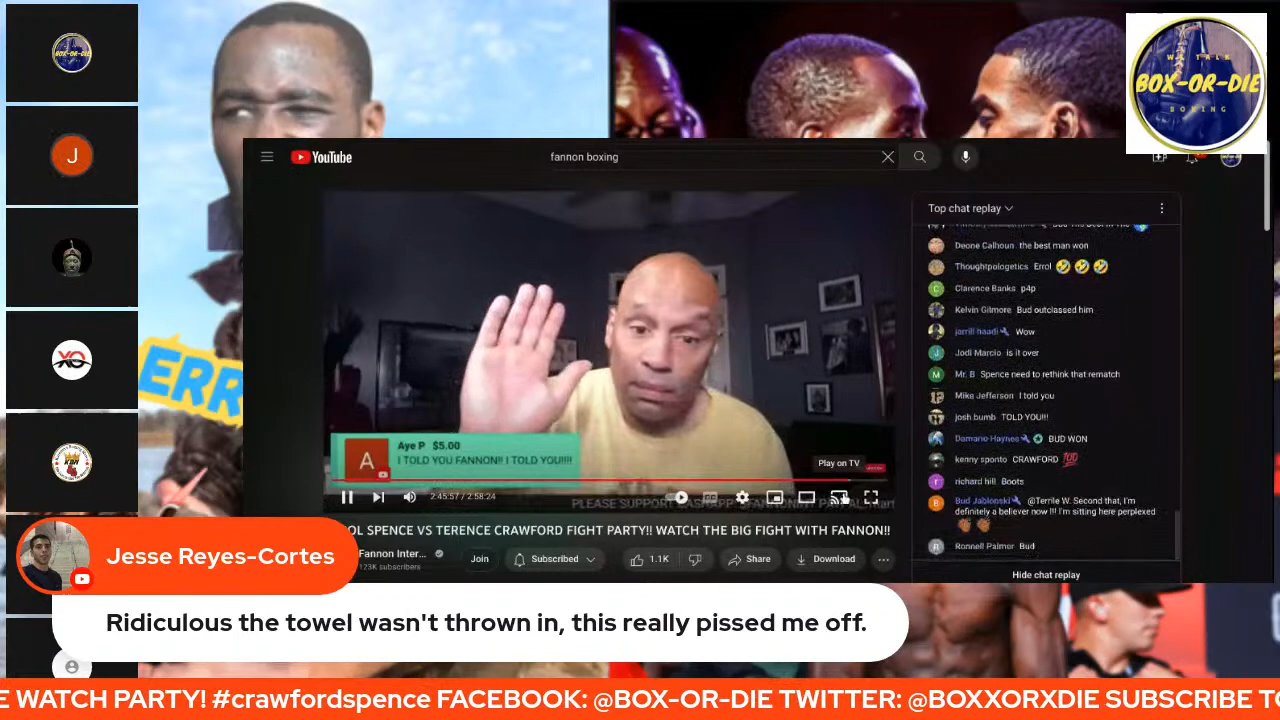 BOX-OR-DIE
WE TALK
BOX-OR-DIE
BOXING
J
XO
KBN
ERR
YouTube
fannon boxing
Top chat replay
Deone Calhoun the best man won
Thoughtpologetics Errol 🤣🤣🤣
Clarence Banks p4p
Kelvin Gilmore Bud outclassed him
jarrill haadi Wow
Jodi Marcio is it over
Mr. B Spence need to rethink that rematch
Mike Jefferson I told you
josh bumb TOLD YOU!!!
Damarie Haynes BUD WON
kenny sponto CRAWFORD 💯
richard hill Boots
Bud Jablonski @Terrile W. Second that, I'm
definitely a believer now !!! I'm sitting here perplexed
Ronnell Palmer Bud
Hide chat replay
A
Aye P $5.00
I TOLD YOU FANNON!! I TOLD YOU!!!!
Play on TV
2:45:57 / 2:58:24
PLEASE SUPPORT
OL SPENCE VS TERENCE CRAWFORD FIGHT PARTY!! WATCH THE BIG FIGHT WITH FANNON!!
Fannon Inter...
123K subscribers
Join
Subscribed
1.1K
Share
Download
Jesse Reyes-Cortes
Ridiculous the towel wasn't thrown in, this really pissed me off.
E WATCH PARTY! #crawfordspence FACEBOOK: @BOX-OR-DIE TWITTER: @BOXXORXDIE SUBSCRIBE TO